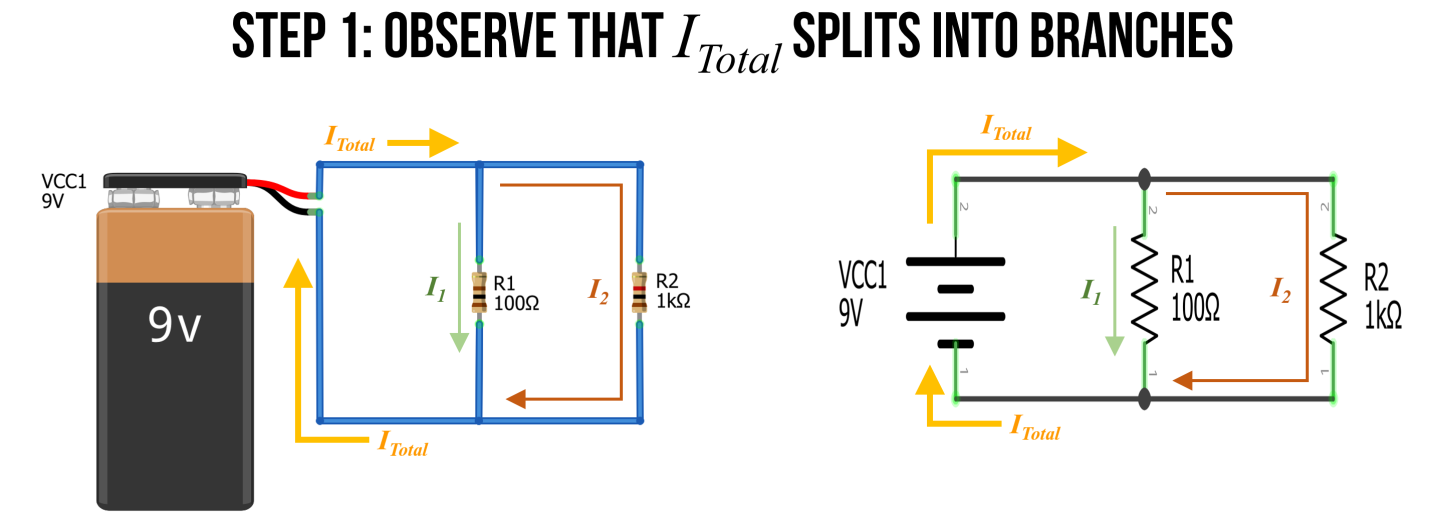 STEP 1: OBSERVE THAT I_Total SPLITS INTO BRANCHES
I_Total
VCC1
9V
9v
I_1
R1
100Ω
I_2
R2
1kΩ
I_Total
I_Total
2
2
2
VCC1
9V
I_1
R1
100Ω
I_2
R2
1kΩ
1
1
1
I_Total